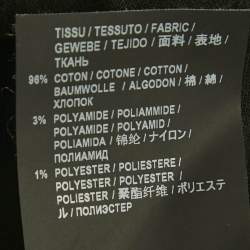 TISSU / TESSUTO / FABRIC /
GEWEBE / TEJIDO / 面料 / 表地 /
ТКАНЬ
96% COTON / COTONE / COTTON /
BAUMWOLLE / ALGODON / 棉 / 綿 /
ХЛОПОК
3% POLYAMIDE / POLIAMMIDE /
POLYAMIDE / POLYAMID /
POLIAMIDA / 锦纶 / ナイロン /
ПОЛИАМИД
1% POLYESTER / POLIESTERE /
POLYESTER / POLYESTER /
POLIESTER / 聚酯纤维 / ポリエステ
ル / ПОЛИЭСТЕР